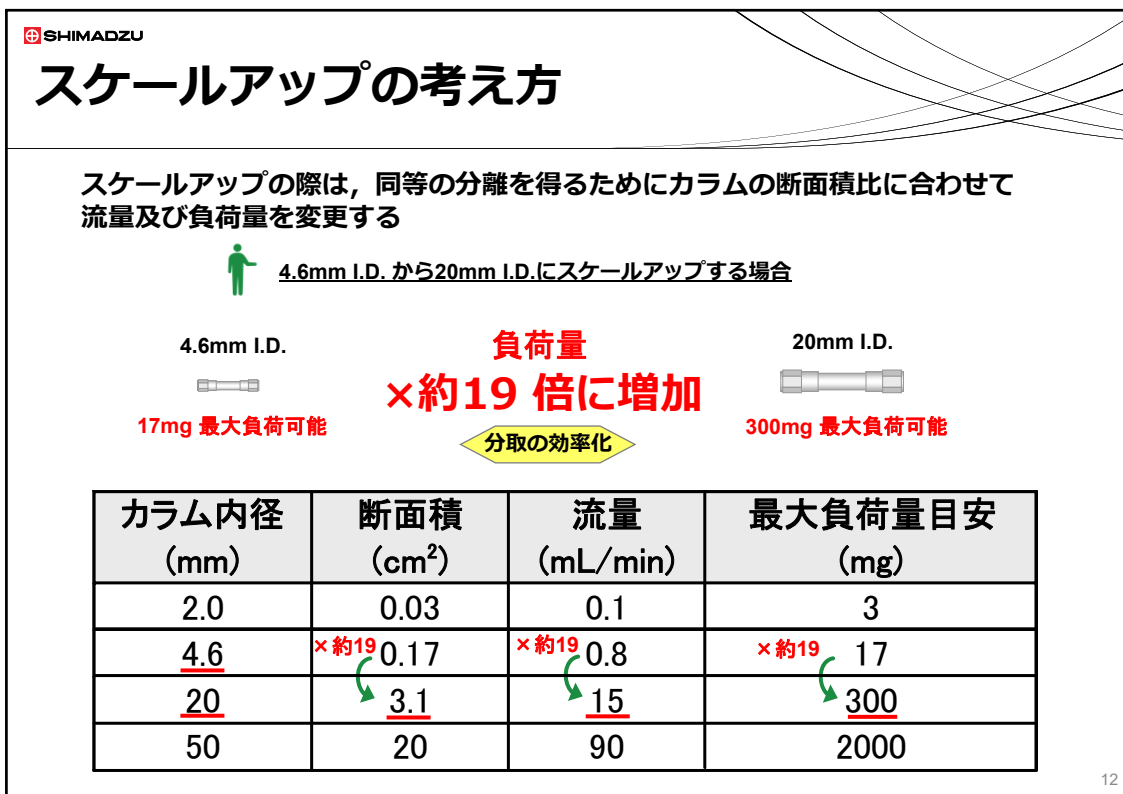 SHIMADZU
スケールアップの考え方
スケールアップの際は，同等の分離を得るためにカラムの断面積比に合わせて
流量及び負荷量を変更する
4.6mm I.D. から20mm I.D.にスケールアップする場合
4.6mm I.D.
17mg 最大負荷可能
負荷量
×約19 倍に増加
分取の効率化
20mm I.D.
300mg 最大負荷可能
カラム内径 断面積 流量 最大負荷量目安
(mm) (cm²) (mL/min) (mg)
2.0 0.03 0.1 3
4.6 ×約19 0.17 ×約19 0.8 ×約19 17
20 3.1 15 300
50 20 90 2000
12